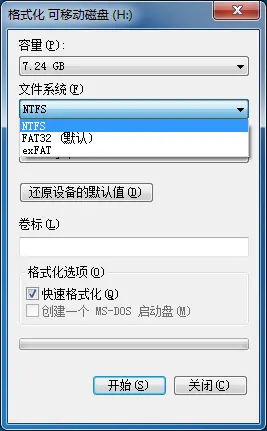 格式化 可移动磁盘 (H:)
容量(P):
7.24 GB
文件系统(F)
NTFS
NTFS
FAT32 (默认)
exFAT
还原设备的默认值(D)
卷标(L)
格式化选项(O)
快速格式化(Q)
创建一个 MS-DOS 启动盘(M)
开始(S)
关闭(C)